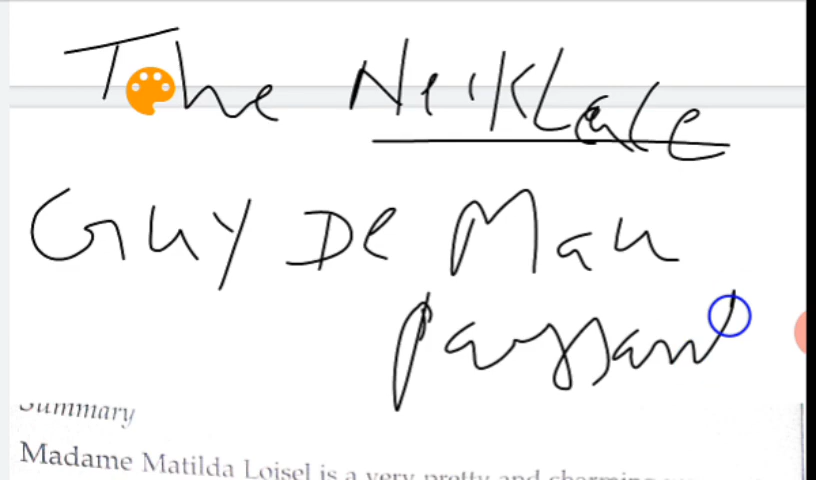 The Necklace
Guy De Mau
passant
Summary
Madame Matilda Loisel is a very pretty and charming